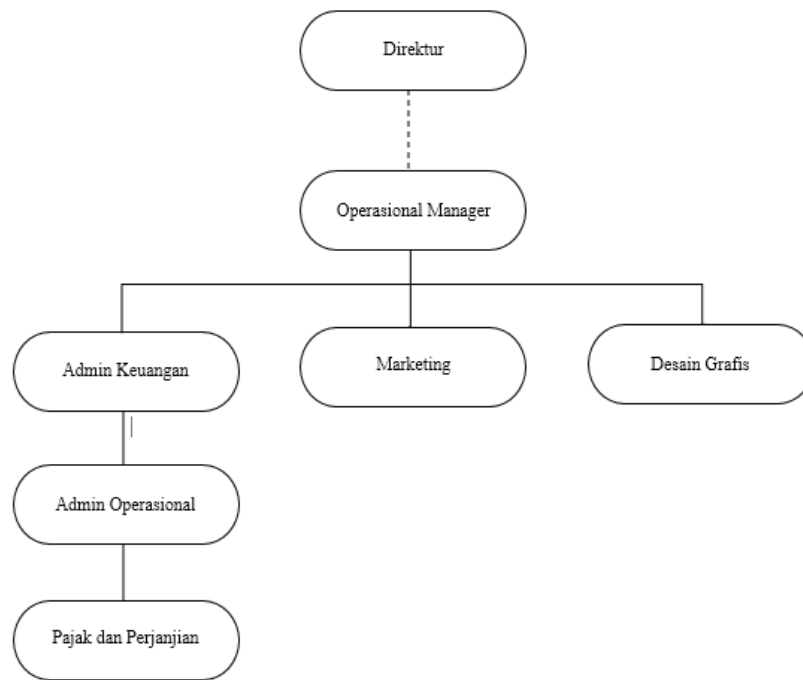 Direktur
Operasional Manager
Admin Keuangan
Marketing
Desain Grafis
Admin Operasional
Pajak dan Perjanjian